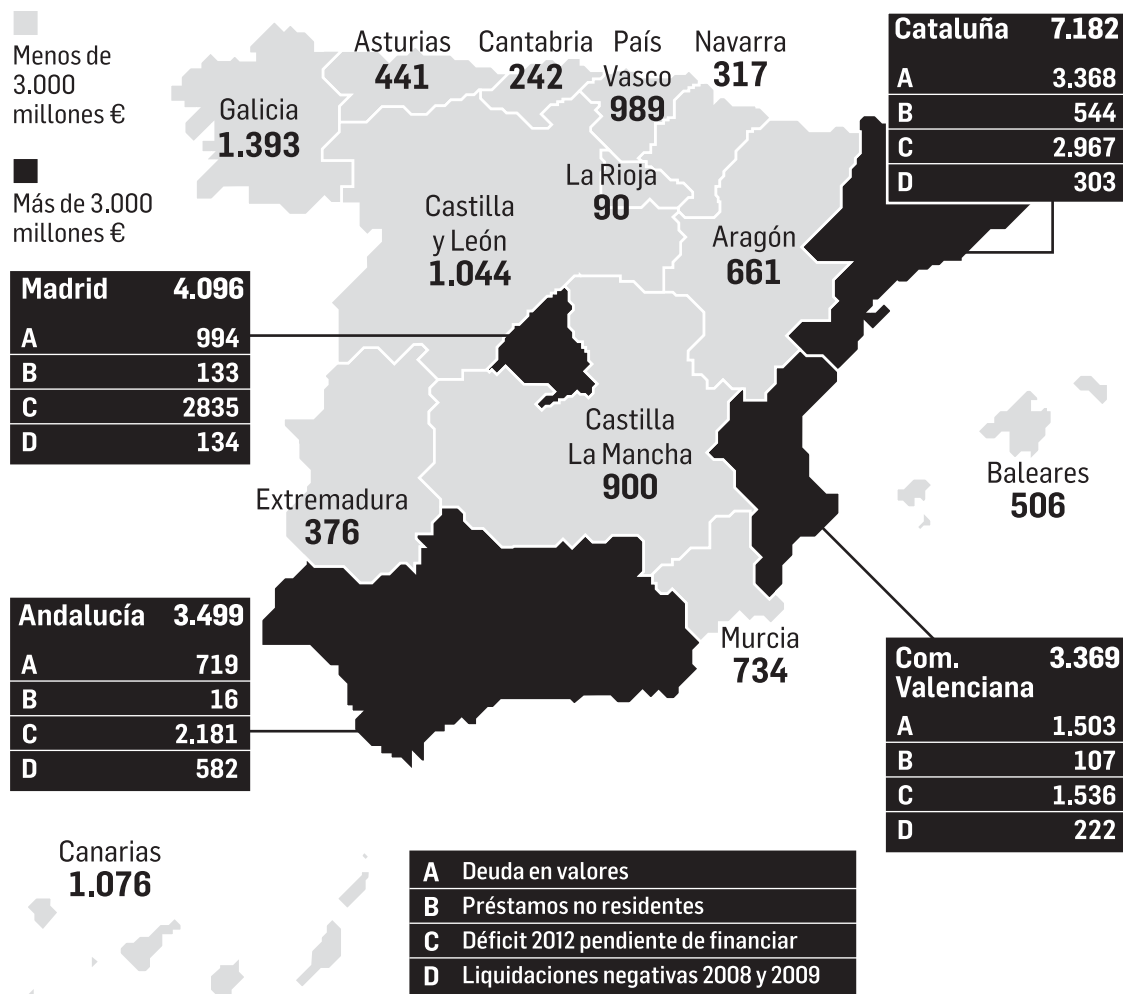 Menos de
3.000
millones €
Más de 3.000
millones €
Asturias
441
Cantabria
242
País
Vasco
989
Navarra
317
Galicia
1.393
La Rioja
90
Castilla
y León
1.044
Aragón
661
Cataluña 7.182
A 3.368
B 544
C 2.967
D 303
Madrid 4.096
A 994
B 133
C 2835
D 134
Castilla
La Mancha
900
Baleares
506
Extremadura
376
Andalucía 3.499
A 719
B 16
C 2.181
D 582
Murcia
734
Com. 3.369
Valenciana
A 1.503
B 107
C 1.536
D 222
Canarias
1.076
A Deuda en valores
B Préstamos no residentes
C Déficit 2012 pendiente de financiar
D Liquidaciones negativas 2008 y 2009